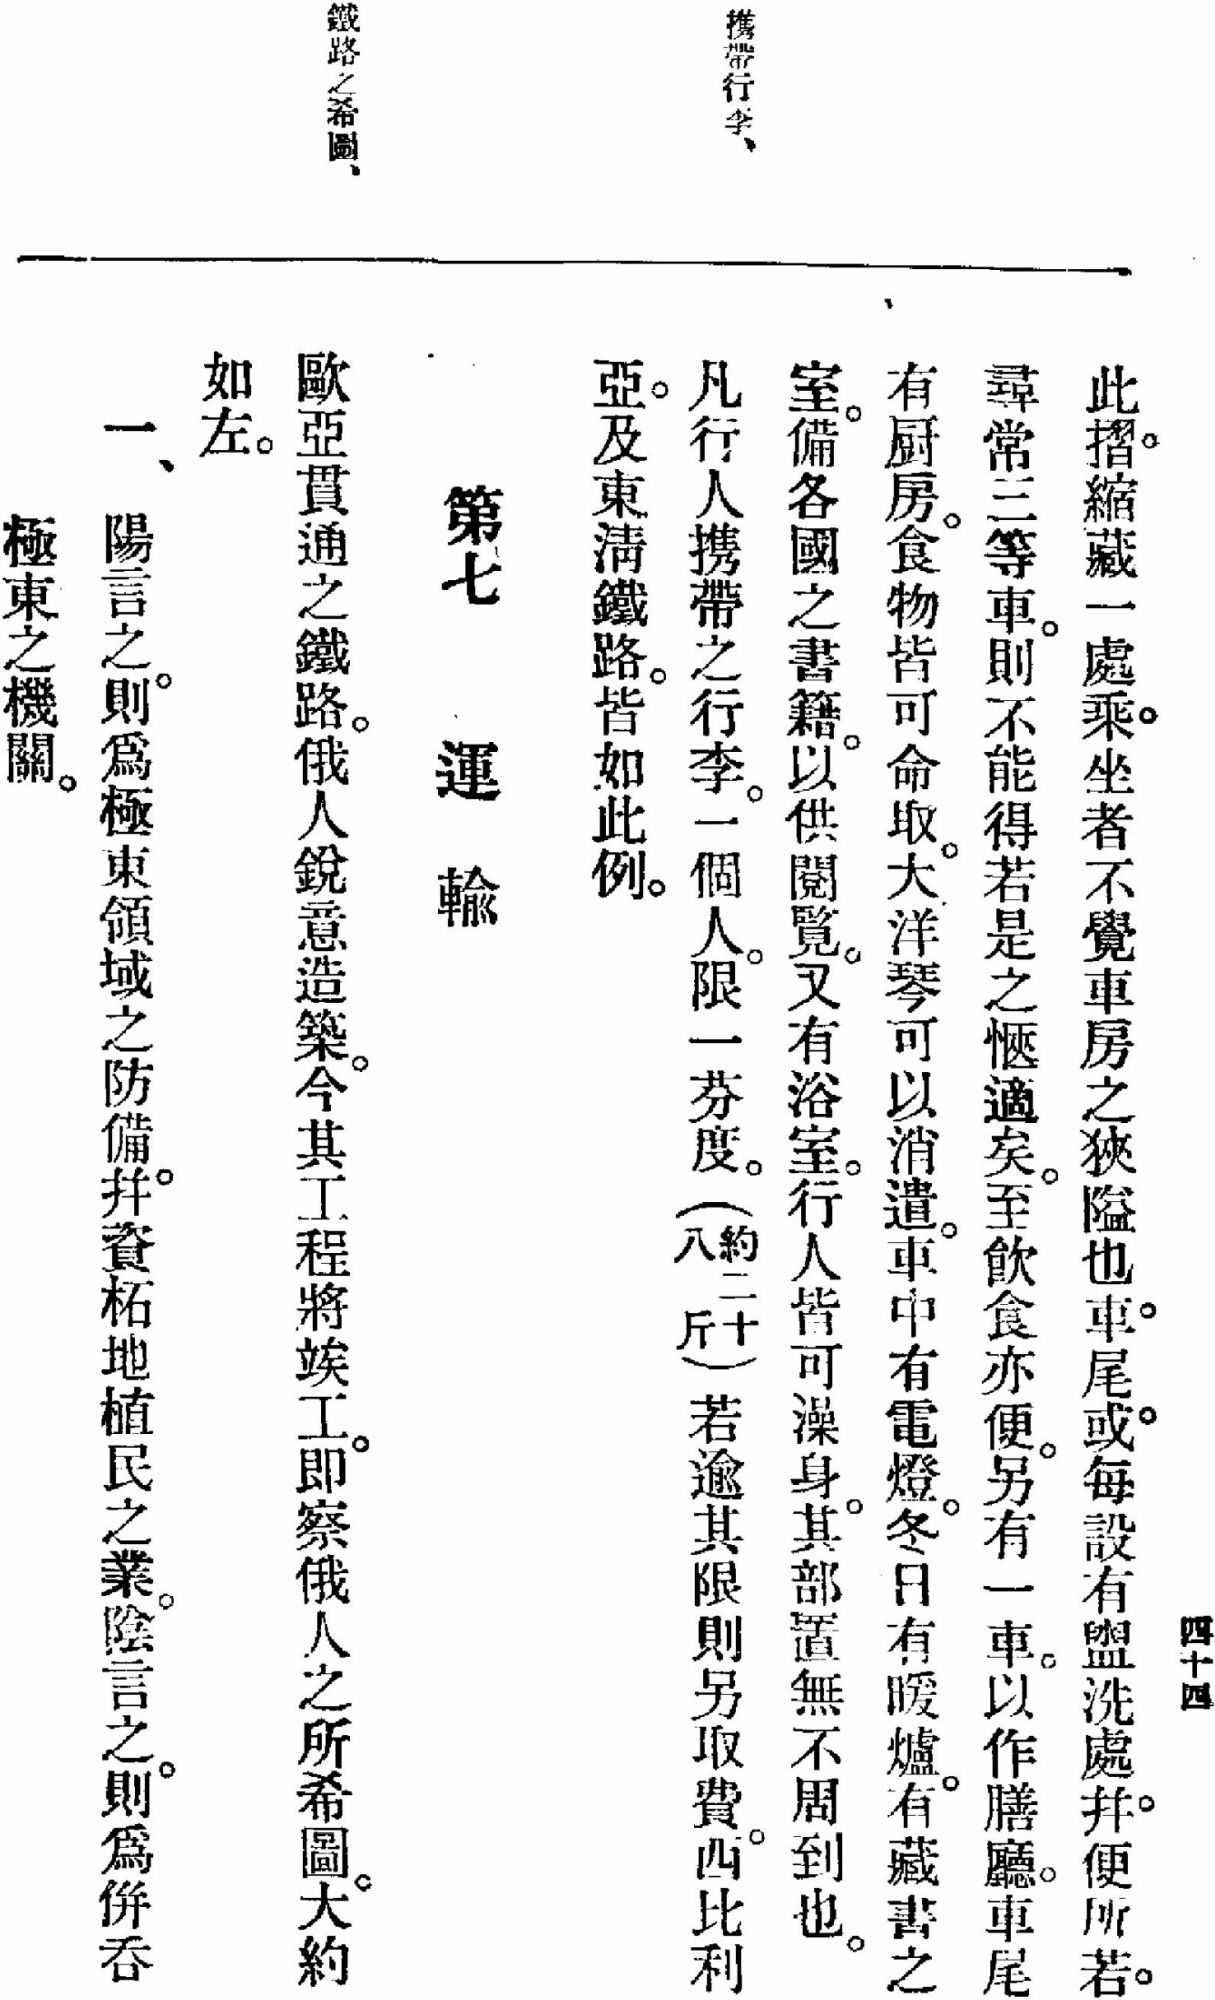 四十四
攜帶行李、
鐵路之希圖、
此。摺縮藏一處。乘坐者不覺車房之狹隘也。車尾。或每設有盥洗處。幷便所若。
尋常三等車。則不能得若是之愜適矣。至飲食亦便。另有一車。以作膳廳。車尾
有厨房。食物皆可命取。大洋琴可以消遣。車中有電燈。冬日有暖爐。有藏書之
室。備各國之書籍。以供閱覽。又有浴室。行人皆可澡身。其部置無不周到也。
凡行人携帶之行李。一個人。限一芬度。（約二十八斤）若逾其限則另取費。西比利
亞。及東淸鐵路。皆如此例。
第七　運輸
歐亞貫通之鐵路。俄人銳意造築。今其工程將竣工。即察俄人之所希圖。大約
如左。
一、陽言之。則爲極東領域之防備。幷資柘地植民之業。陰言之。則爲倂呑
極東之機關。